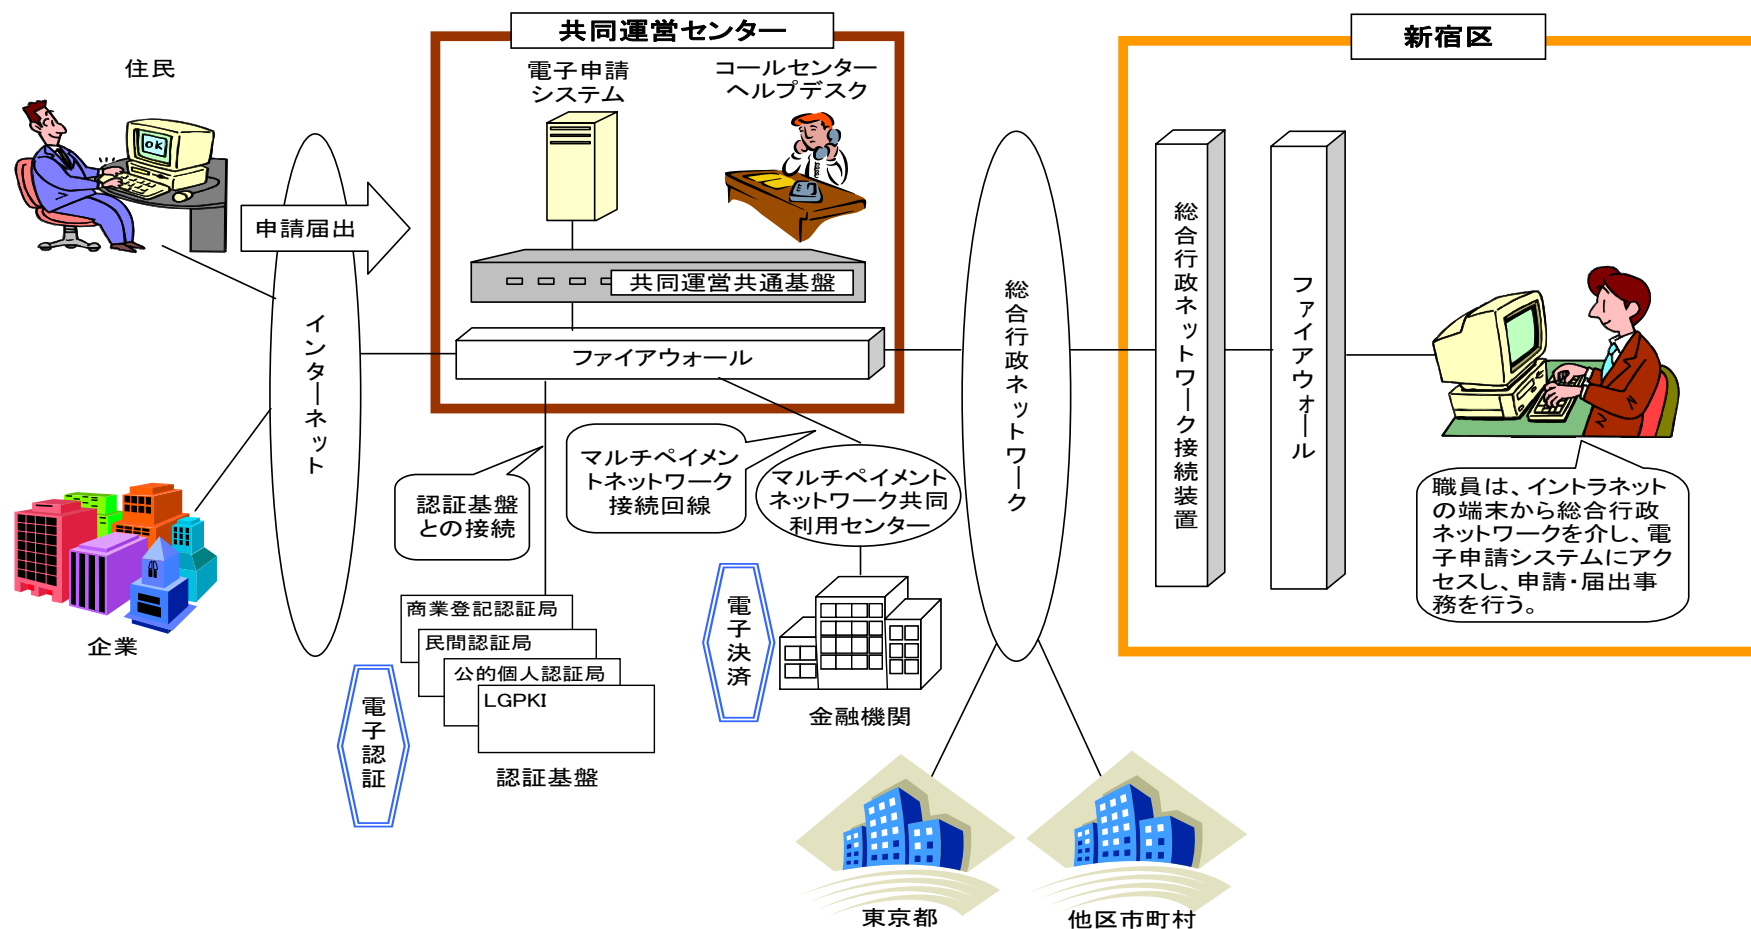 共同運営センター
新宿区
住民
電子申請
システム
コールセンター
ヘルプデスク
申請届出
共同運営共通基盤
インターネット
ファイアウォール
総合行政ネットワーク
総合行政ネットワーク接続装置
ファイアウォール
OK
認証基盤
との接続
マルチペイメン
トネットワーク
接続回線
マルチペイメント
ネットワーク共同
利用センター
職員は、イントラネット
の端末から総合行政
ネットワークを介し、電
子申請システムにアク
セスし、申請・届出事
務を行う。
企業
商業登記認証局
民間認証局
公的個人認証局
LGPKI
電子認証
認証基盤
電子決済
金融機関
東京都
他区市町村